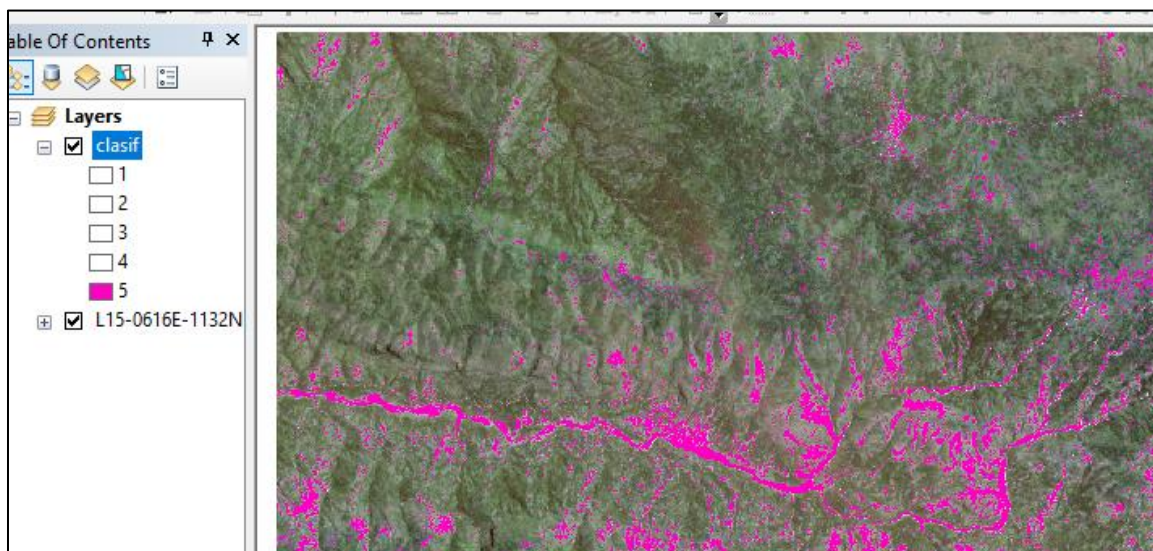 able Of Contents
Layers
clasif
1
2
3
4
5
L15-0616E-1132N